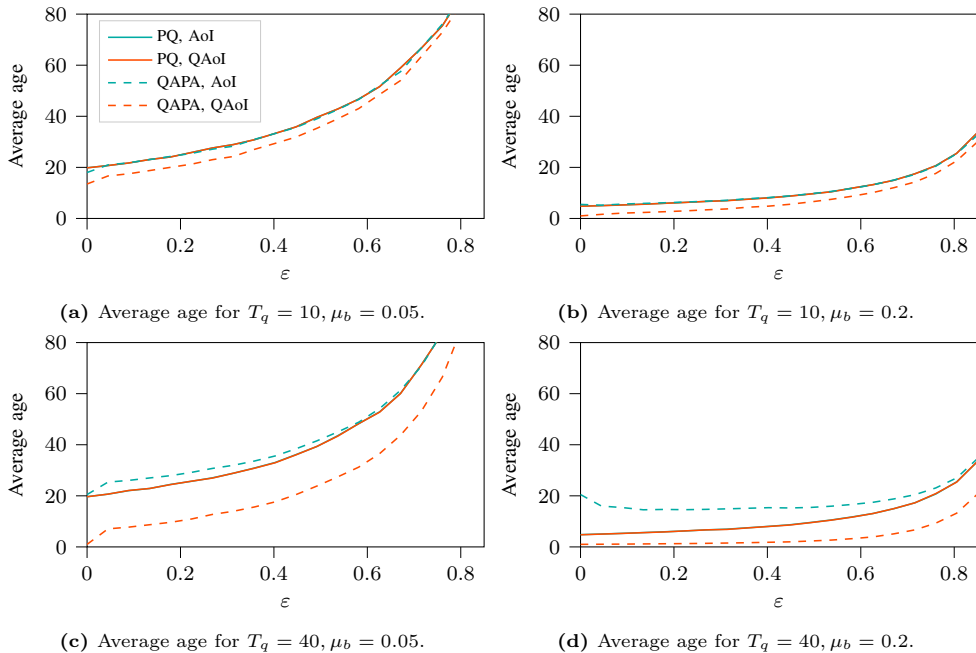 80
60
40
20
0
0
0.2
0.4
0.6
0.8
Average age
ε
PQ, AoI
PQ, QAoI
QAPA, AoI
QAPA, QAoI
(a) Average age for T_q = 10, μ_b = 0.05.
80
60
40
20
0
0
0.2
0.4
0.6
0.8
Average age
ε
(b) Average age for T_q = 10, μ_b = 0.2.
80
60
40
20
0
0
0.2
0.4
0.6
0.8
Average age
ε
(c) Average age for T_q = 40, μ_b = 0.05.
80
60
40
20
0
0
0.2
0.4
0.6
0.8
Average age
ε
(d) Average age for T_q = 40, μ_b = 0.2.